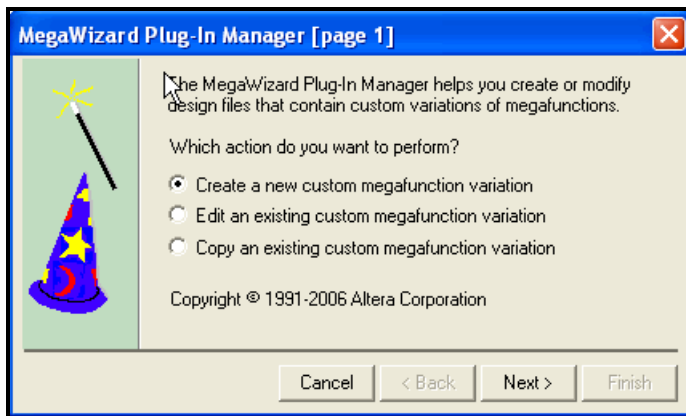 MegaWizard Plug-In Manager [page 1]
The MegaWizard Plug-In Manager helps you create or modify
design files that contain custom variations of megafunctions.
Which action do you want to perform?
Create a new custom megafunction variation
Edit an existing custom megafunction variation
Copy an existing custom megafunction variation
Copyright © 1991-2006 Altera Corporation
Cancel < Back Next > Finish